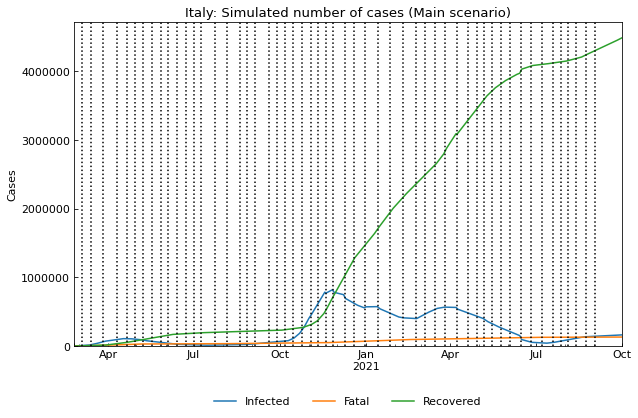 Italy: Simulated number of cases (Main scenario)
4000000
3000000
2000000
1000000
0
Cases
Apr Jul Oct Jan Apr Jul Oct
2021
Infected Fatal Recovered